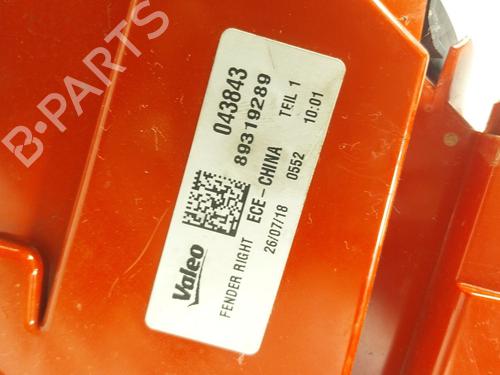 043843
89319289
Valeo
FENDER RIGHT ECE-CHINA TEIL 1
26/07/18 0552 10:01
B-PARTS